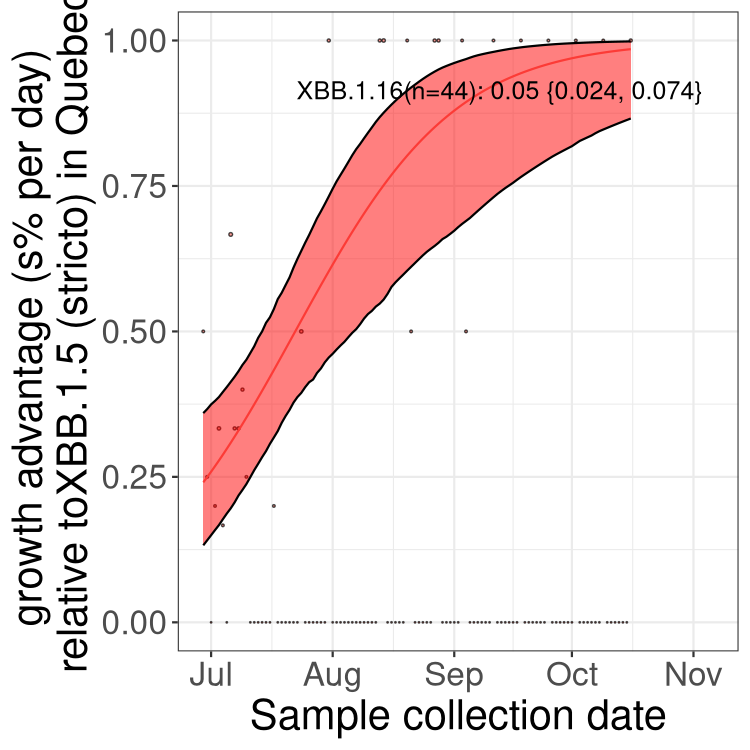 growth advantage (s% per day)
relative toXBB.1.5 (stricto) in Quebec
1.00
0.75
0.50
0.25
0.00
XBB.1.16(n=44): 0.05 {0.024, 0.074}
Jul Aug Sep Oct Nov
Sample collection date